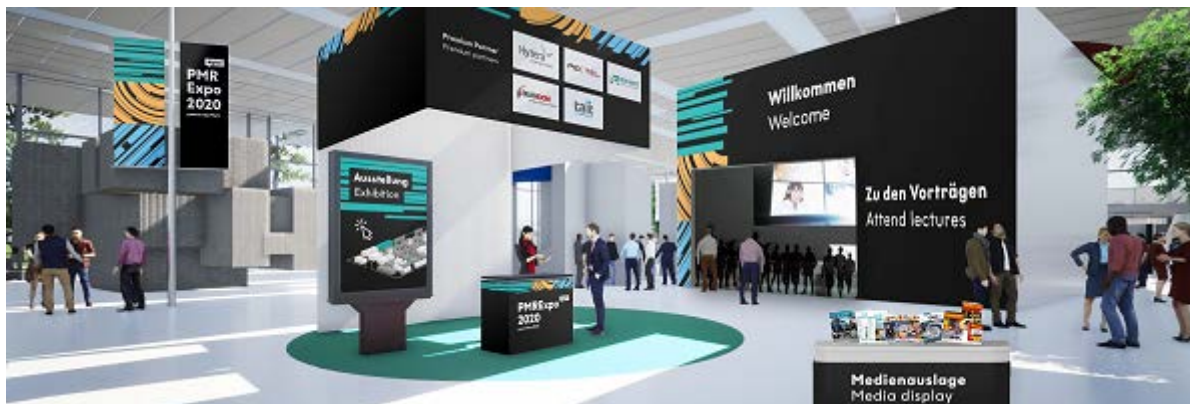 PMR
Expo
2020
Premium Partner
Premium partners
Hytera
tait
Ausstellung
Exhibition
PMRExpo
2020
Willkommen
Welcome
Zu den Vorträgen
Attend lectures
Medienauslage
Media display